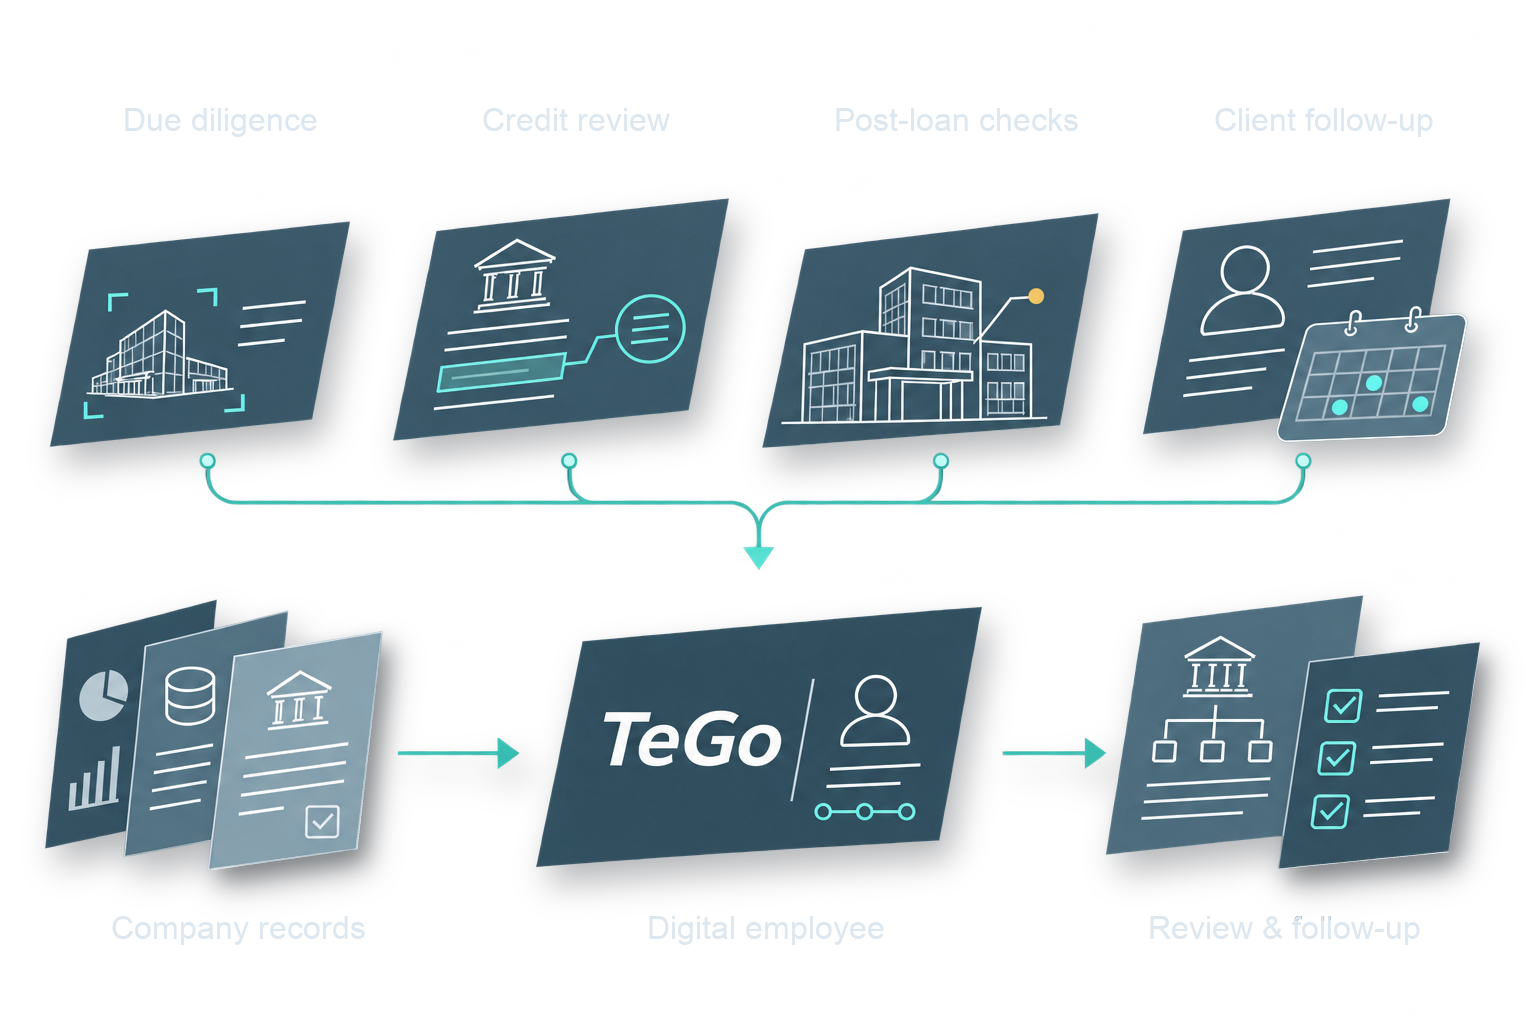 Due diligence
Credit review
Post-loan checks
Client follow-up
TeGo
Company records
Digital employee
Review & follow-up